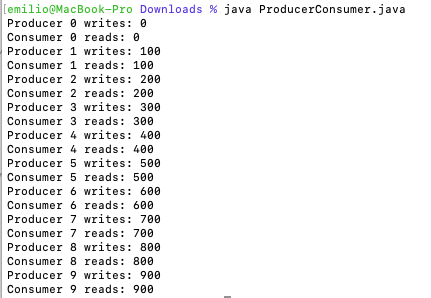 [emilio@MacBook-Pro Downloads % java ProducerConsumer.java
Producer 0 writes: 0
Consumer 0 reads: 0
Producer 1 writes: 100
Consumer 1 reads: 100
Producer 2 writes: 200
Consumer 2 reads: 200
Producer 3 writes: 300
Consumer 3 reads: 300
Producer 4 writes: 400
Consumer 4 reads: 400
Producer 5 writes: 500
Consumer 5 reads: 500
Producer 6 writes: 600
Consumer 6 reads: 600
Producer 7 writes: 700
Consumer 7 reads: 700
Producer 8 writes: 800
Consumer 8 reads: 800
Producer 9 writes: 900
Consumer 9 reads: 900